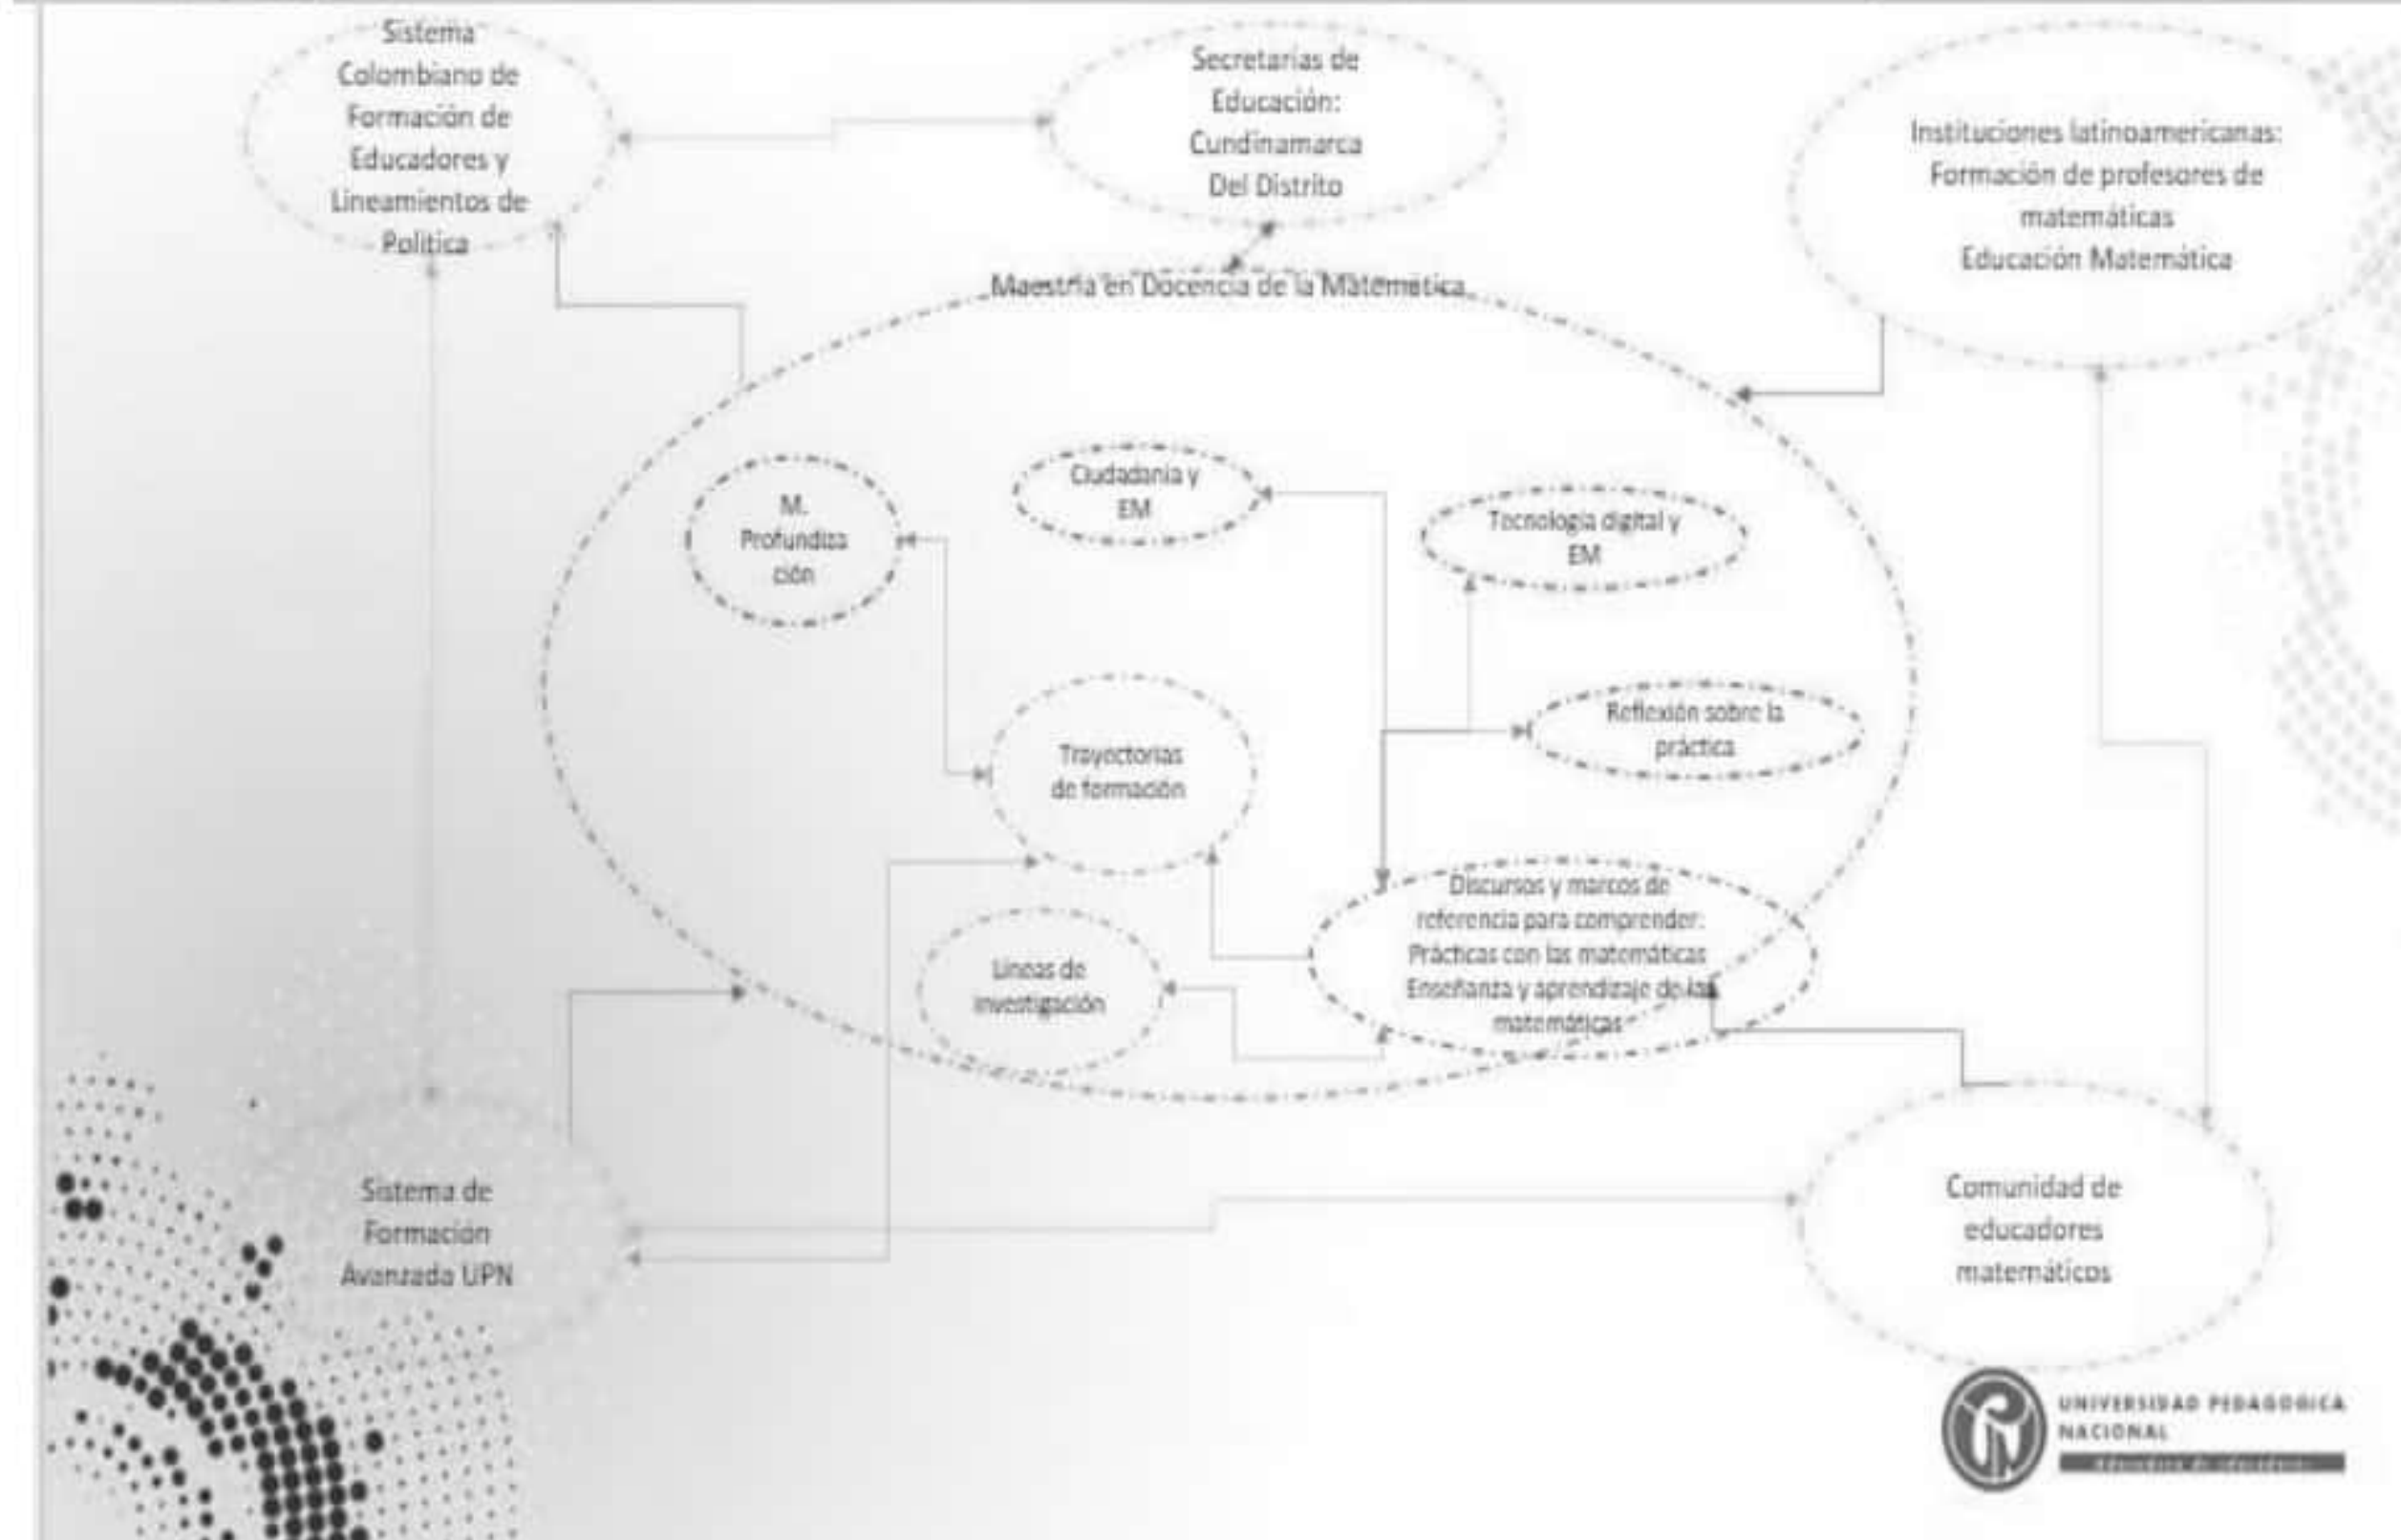 Sistema
Colombiano de
Formación de
Educadores y
Lineamientos de
Política
Secretarias de
Educación:
Cundinamarca
Del Distrito
Instituciones latinoamericanas:
Formación de profesores de
matemáticas
Educación Matemática
Maestría en Docencia de la Matemática
M.
Profundiza
ción
Ciudadanía y
EM
Tecnología digital y
EM
Reflexión sobre la
práctica
Trayectorias
de formación
Líneas de
investigación
Discursos y marcos de
referencia para comprender:
Prácticas con las matemáticas
Enseñanza y aprendizaje de las
matemáticas
Sistema de
Formación
Avanzada UPN
Comunidad de
educadores
matemáticos
UNIVERSIDAD PEDAGOGICA
NACIONAL